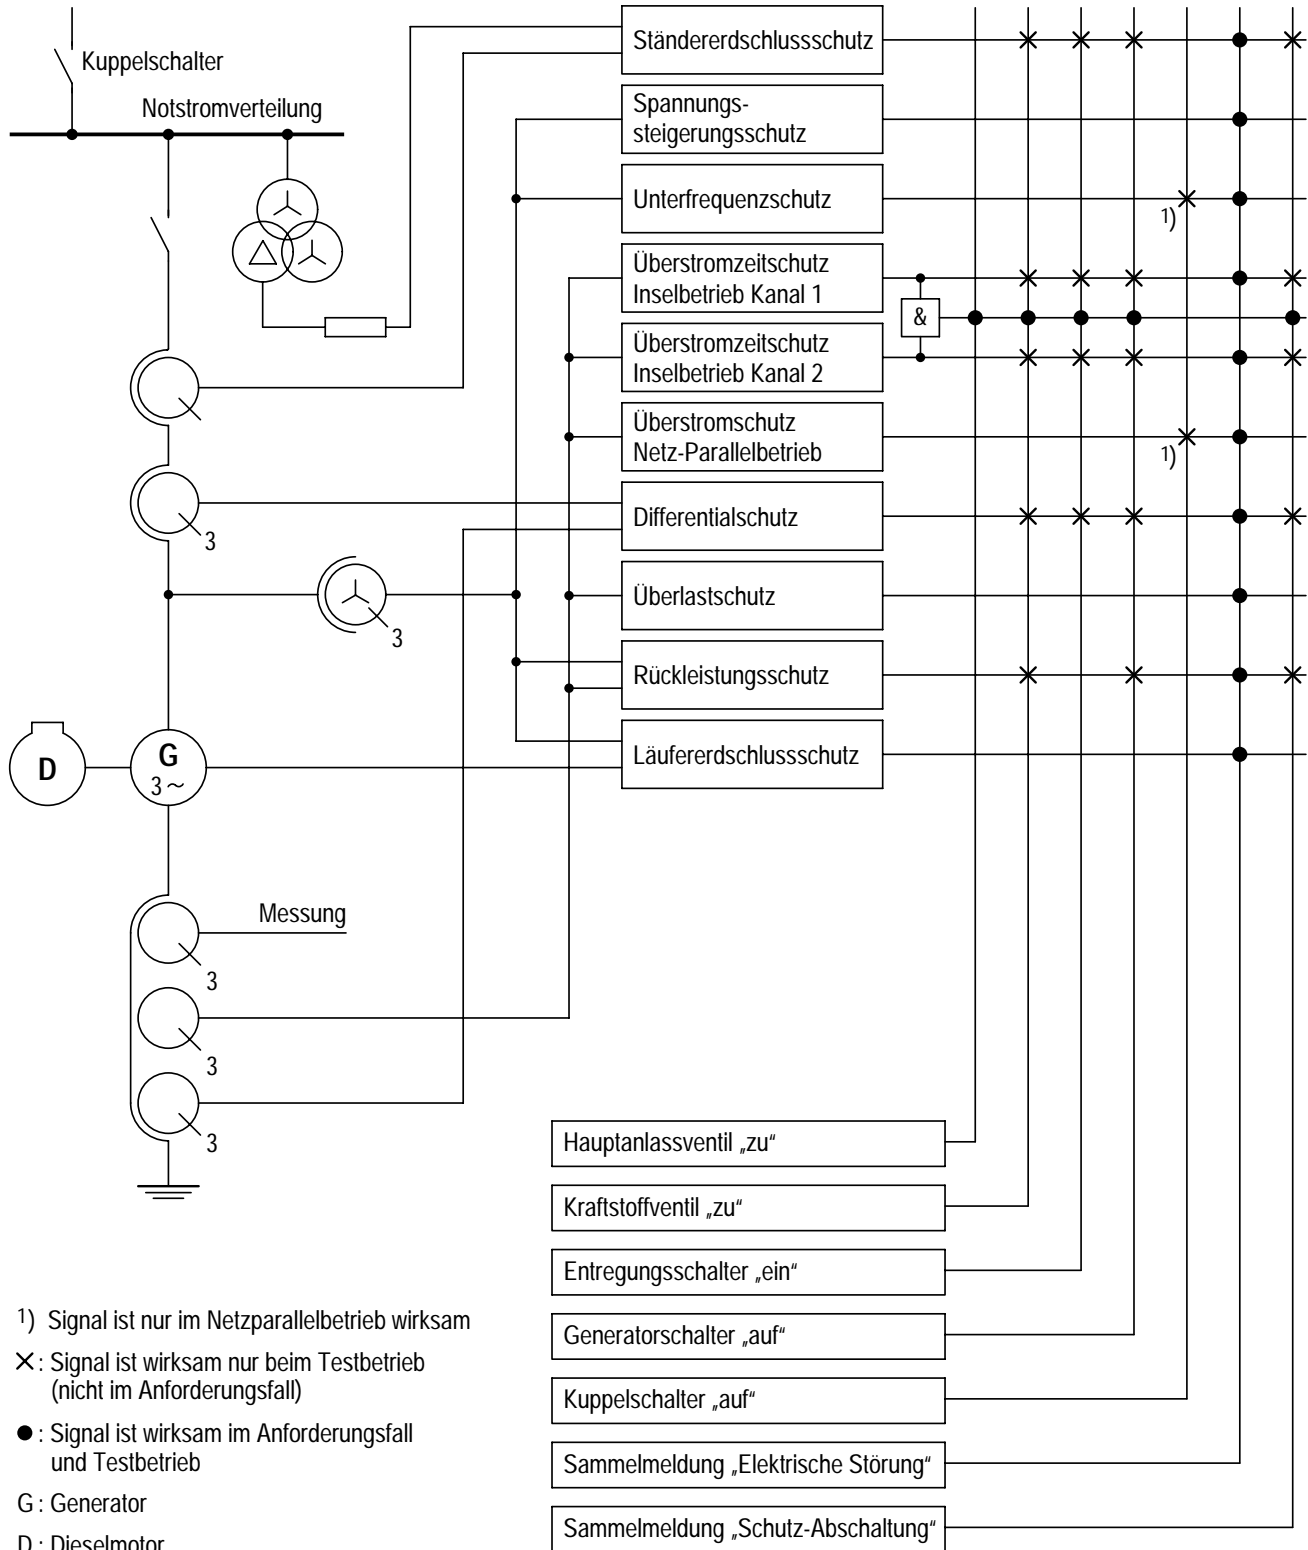 Kuppelschalter
Notstromverteilung
Ständererdschlussschutz
Spannungs-
steigerungsschutz
Unterfrequenzschutz
1)
Überstromzeitschutz
Inselbetrieb Kanal 1
&
Überstromzeitschutz
Inselbetrieb Kanal 2
Überstromschutz
Netz-Parallelbetrieb
1)
Differentialschutz
3
Überlastschutz
3
Rückleistungsschutz
Läufererdschlussschutz
D
G
3 ~
Messung
3
3
3
Hauptanlassventil „zu“
Kraftstoffventil „zu“
Entregungsschalter „ein“
Generatorschalter „auf“
Kuppelschalter „auf“
Sammelmeldung „Elektrische Störung“
Sammelmeldung „Schutz-Abschaltung“
1) Signal ist nur im Netzparallelbetrieb wirksam
×: Signal ist wirksam nur beim Testbetrieb
(nicht im Anforderungsfall)
●: Signal ist wirksam im Anforderungsfall
und Testbetrieb
G : Generator
D : Dieselmotor